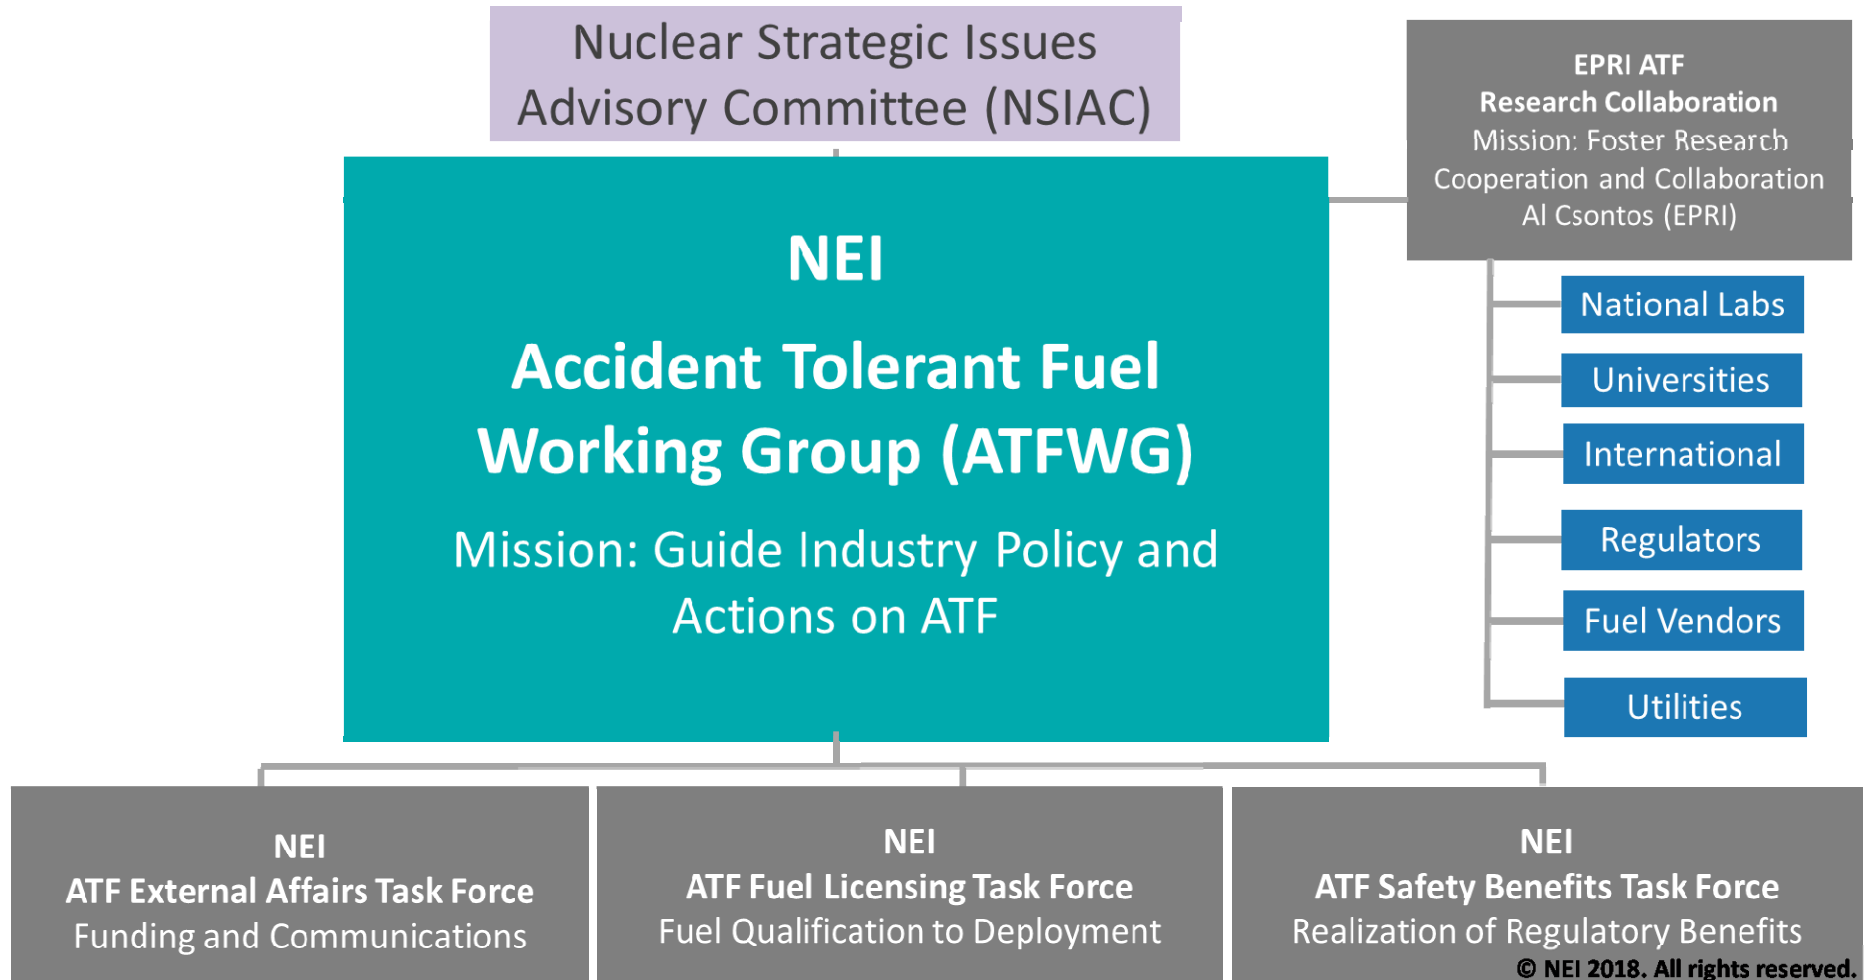 Nuclear Strategic Issues
Advisory Committee (NSIAC)
EPRI ATF
Research Collaboration
Mission: Foster Research
Cooperation and Collaboration
Al Csontos (EPRI)
NEI
Accident Tolerant Fuel
Working Group (ATFWG)
Mission: Guide Industry Policy and
Actions on ATF
National Labs
Universities
International
Regulators
Fuel Vendors
Utilities
NEI
ATF External Affairs Task Force
Funding and Communications
NEI
ATF Fuel Licensing Task Force
Fuel Qualification to Deployment
NEI
ATF Safety Benefits Task Force
Realization of Regulatory Benefits
© NEI 2018. All rights reserved.